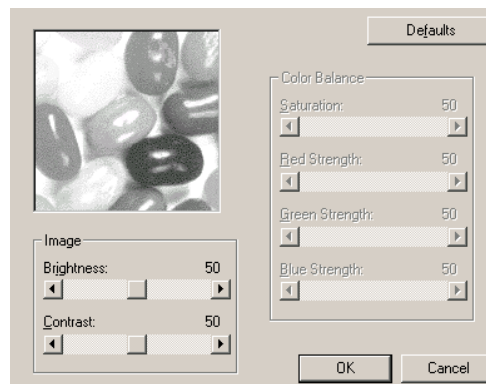 Defaults
Color Balance
Saturation: 50
Red Strength: 50
Green Strength: 50
Blue Strength: 50
Image
Brightness: 50
Contrast: 50
OK Cancel